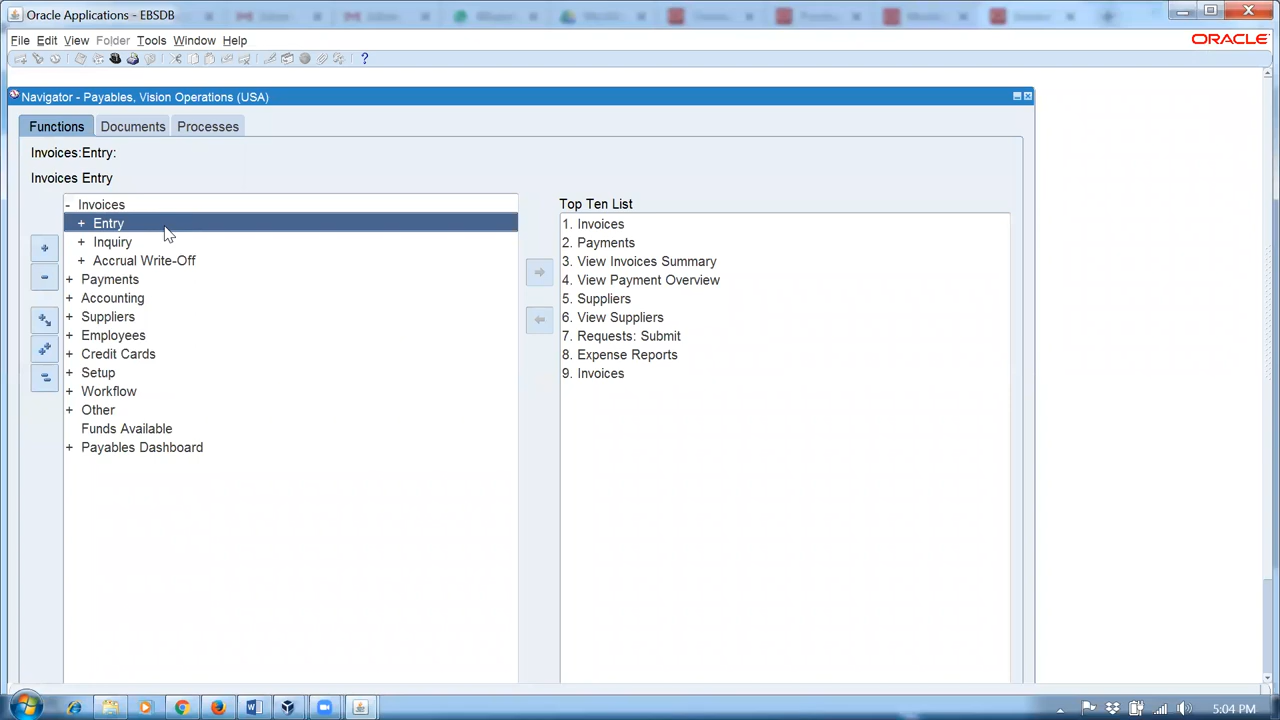 Oracle Applications - EBSDB
File Edit View Folder Tools Window Help
ORACLE
Navigator - Payables, Vision Operations (USA)
Functions Documents Processes
Invoices:Entry:
Invoices Entry
- Invoices
+ Entry
+ Inquiry
+ Accrual Write-Off
+ Payments
+ Accounting
+ Suppliers
+ Employees
+ Credit Cards
+ Setup
+ Workflow
+ Other
Funds Available
+ Payables Dashboard
Top Ten List
1. Invoices
2. Payments
3. View Invoices Summary
4. View Payment Overview
5. Suppliers
6. View Suppliers
7. Requests: Submit
8. Expense Reports
9. Invoices
5:04 PM